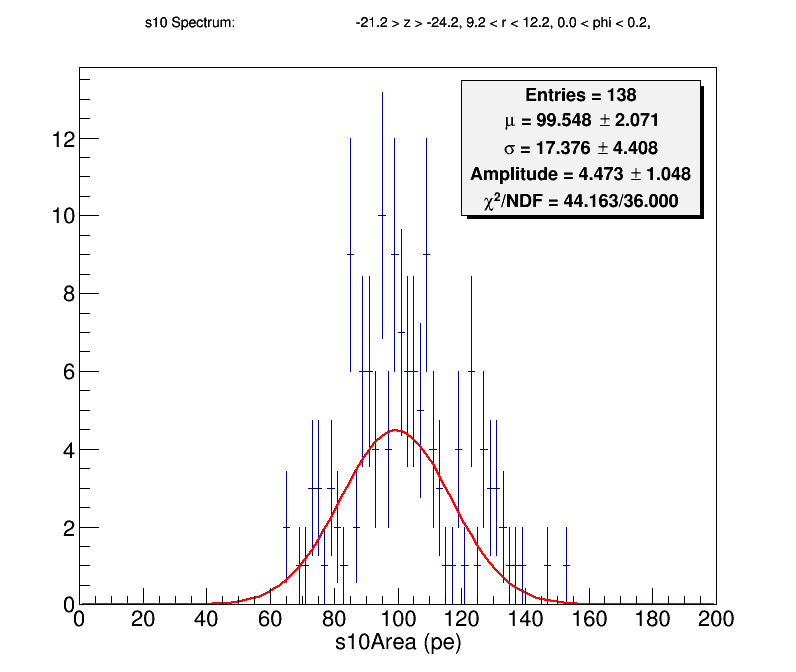 s10 Spectrum: -21.2 > z > -24.2, 9.2 < r < 12.2, 0.0 < phi < 0.2,
Entries = 138
μ = 99.548 ± 2.071
σ = 17.376 ± 4.408
Amplitude = 4.473 ± 1.048
χ²/NDF = 44.163/36.000
12
10
8
6
4
2
0
0 20 40 60 80 100 120 140 160 180 200
s10Area (pe)